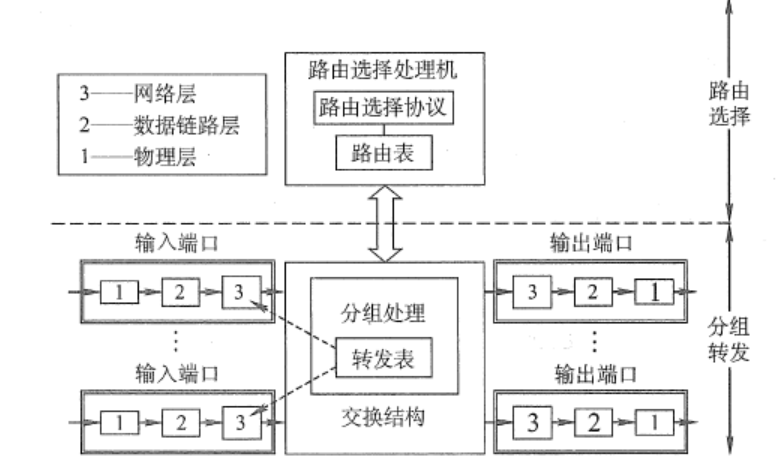 路由选择处理机
路由选择协议
路由表
3——网络层
2——数据链路层
1——物理层
路由
选择
输入端口
输出端口
1 2 3
3 2 1
分组处理
转发表
交换结构
分组
转发
⋮
⋮
输入端口
输出端口
1 2 3
3 2 1